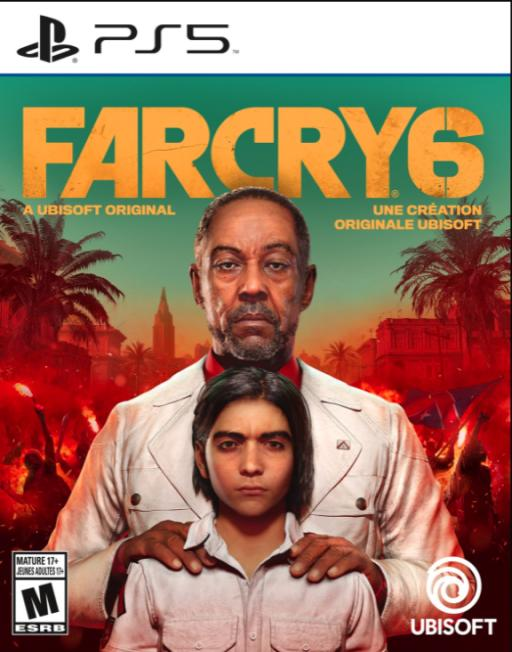 PS5
FARCRY6
A UBISOFT ORIGINAL
UNE CRÉATION
ORIGINALE UBISOFT
MATURE 17+
JEUNES ADULTES 17+
M
ESRB
UBISOFT